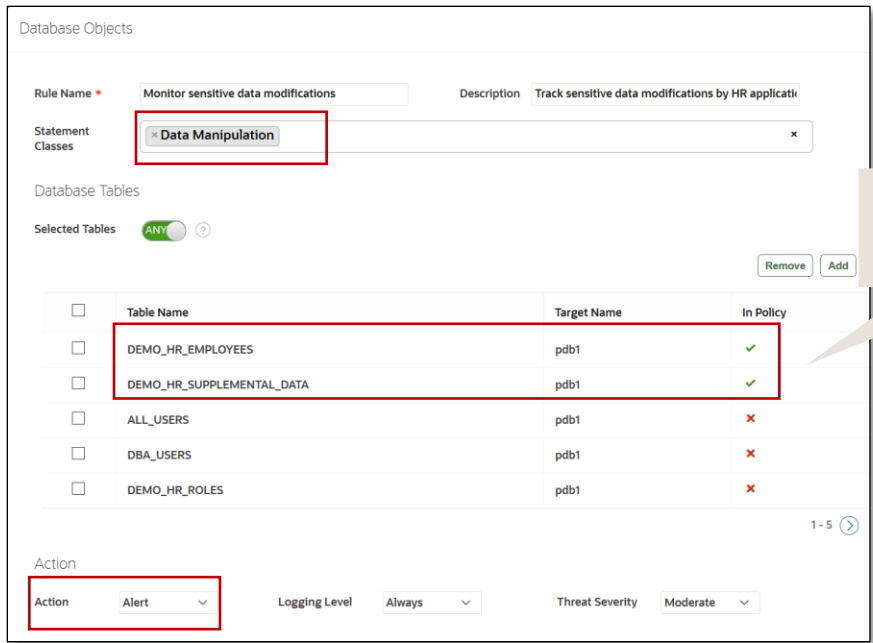 Database Objects
Rule Name * Monitor sensitive data modifications Description Track sensitive data modifications by HR applicati
Statement Classes × Data Manipulation ×
Database Tables
Selected Tables ANY ?
Remove Add
Table Name Target Name In Policy
DEMO_HR_EMPLOYEES pdb1
DEMO_HR_SUPPLEMENTAL_DATA pdb1
ALL_USERS pdb1
DBA_USERS pdb1
DEMO_HR_ROLES pdb1
1 - 5
Action
Action Alert Logging Level Always Threat Severity Moderate